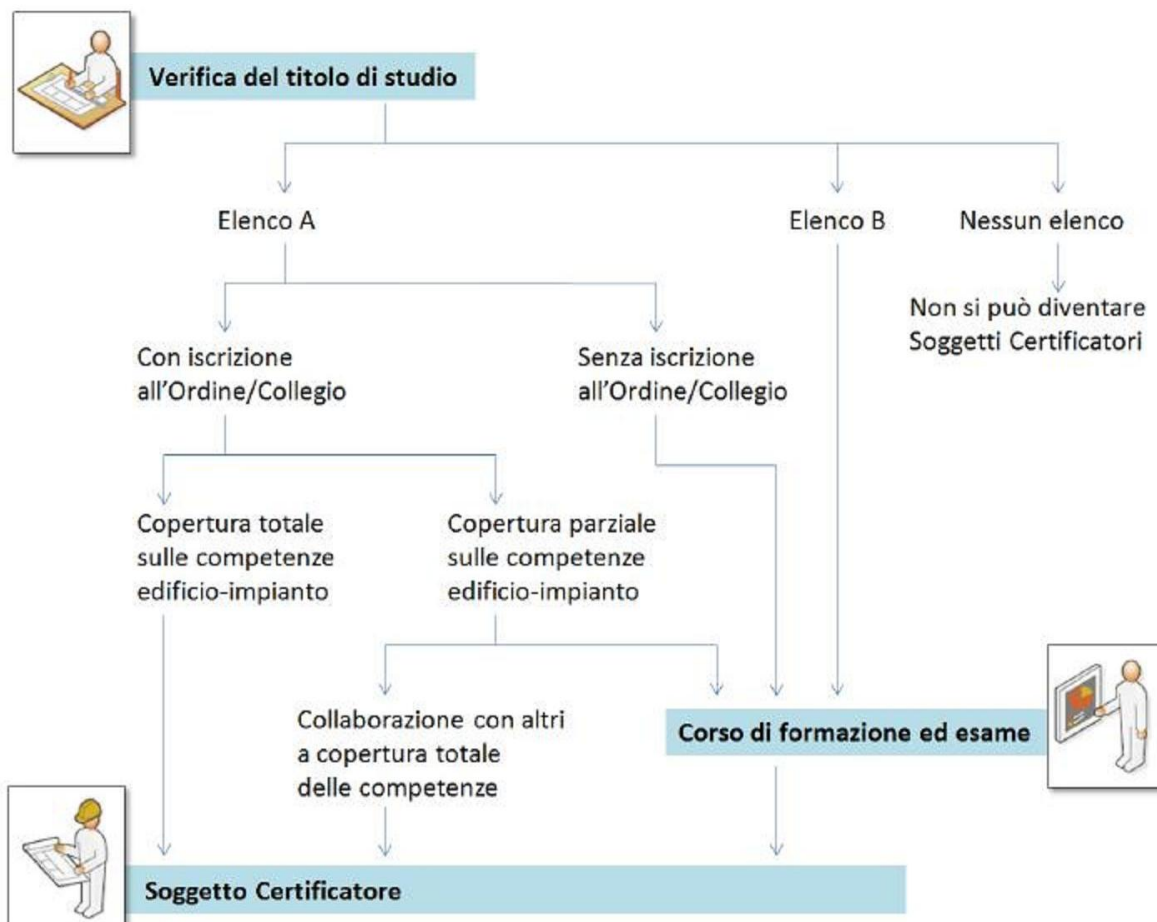 Verifica del titolo di studio
Elenco A
Elenco B
Nessun elenco
Non si può diventare
Soggetti Certificatori
Con iscrizione
all'Ordine/Collegio
Senza iscrizione
all'Ordine/Collegio
Copertura totale
sulle competenze
edificio-impianto
Copertura parziale
sulle competenze
edificio-impianto
Collaborazione con altri
a copertura totale
delle competenze
Corso di formazione ed esame
Soggetto Certificatore